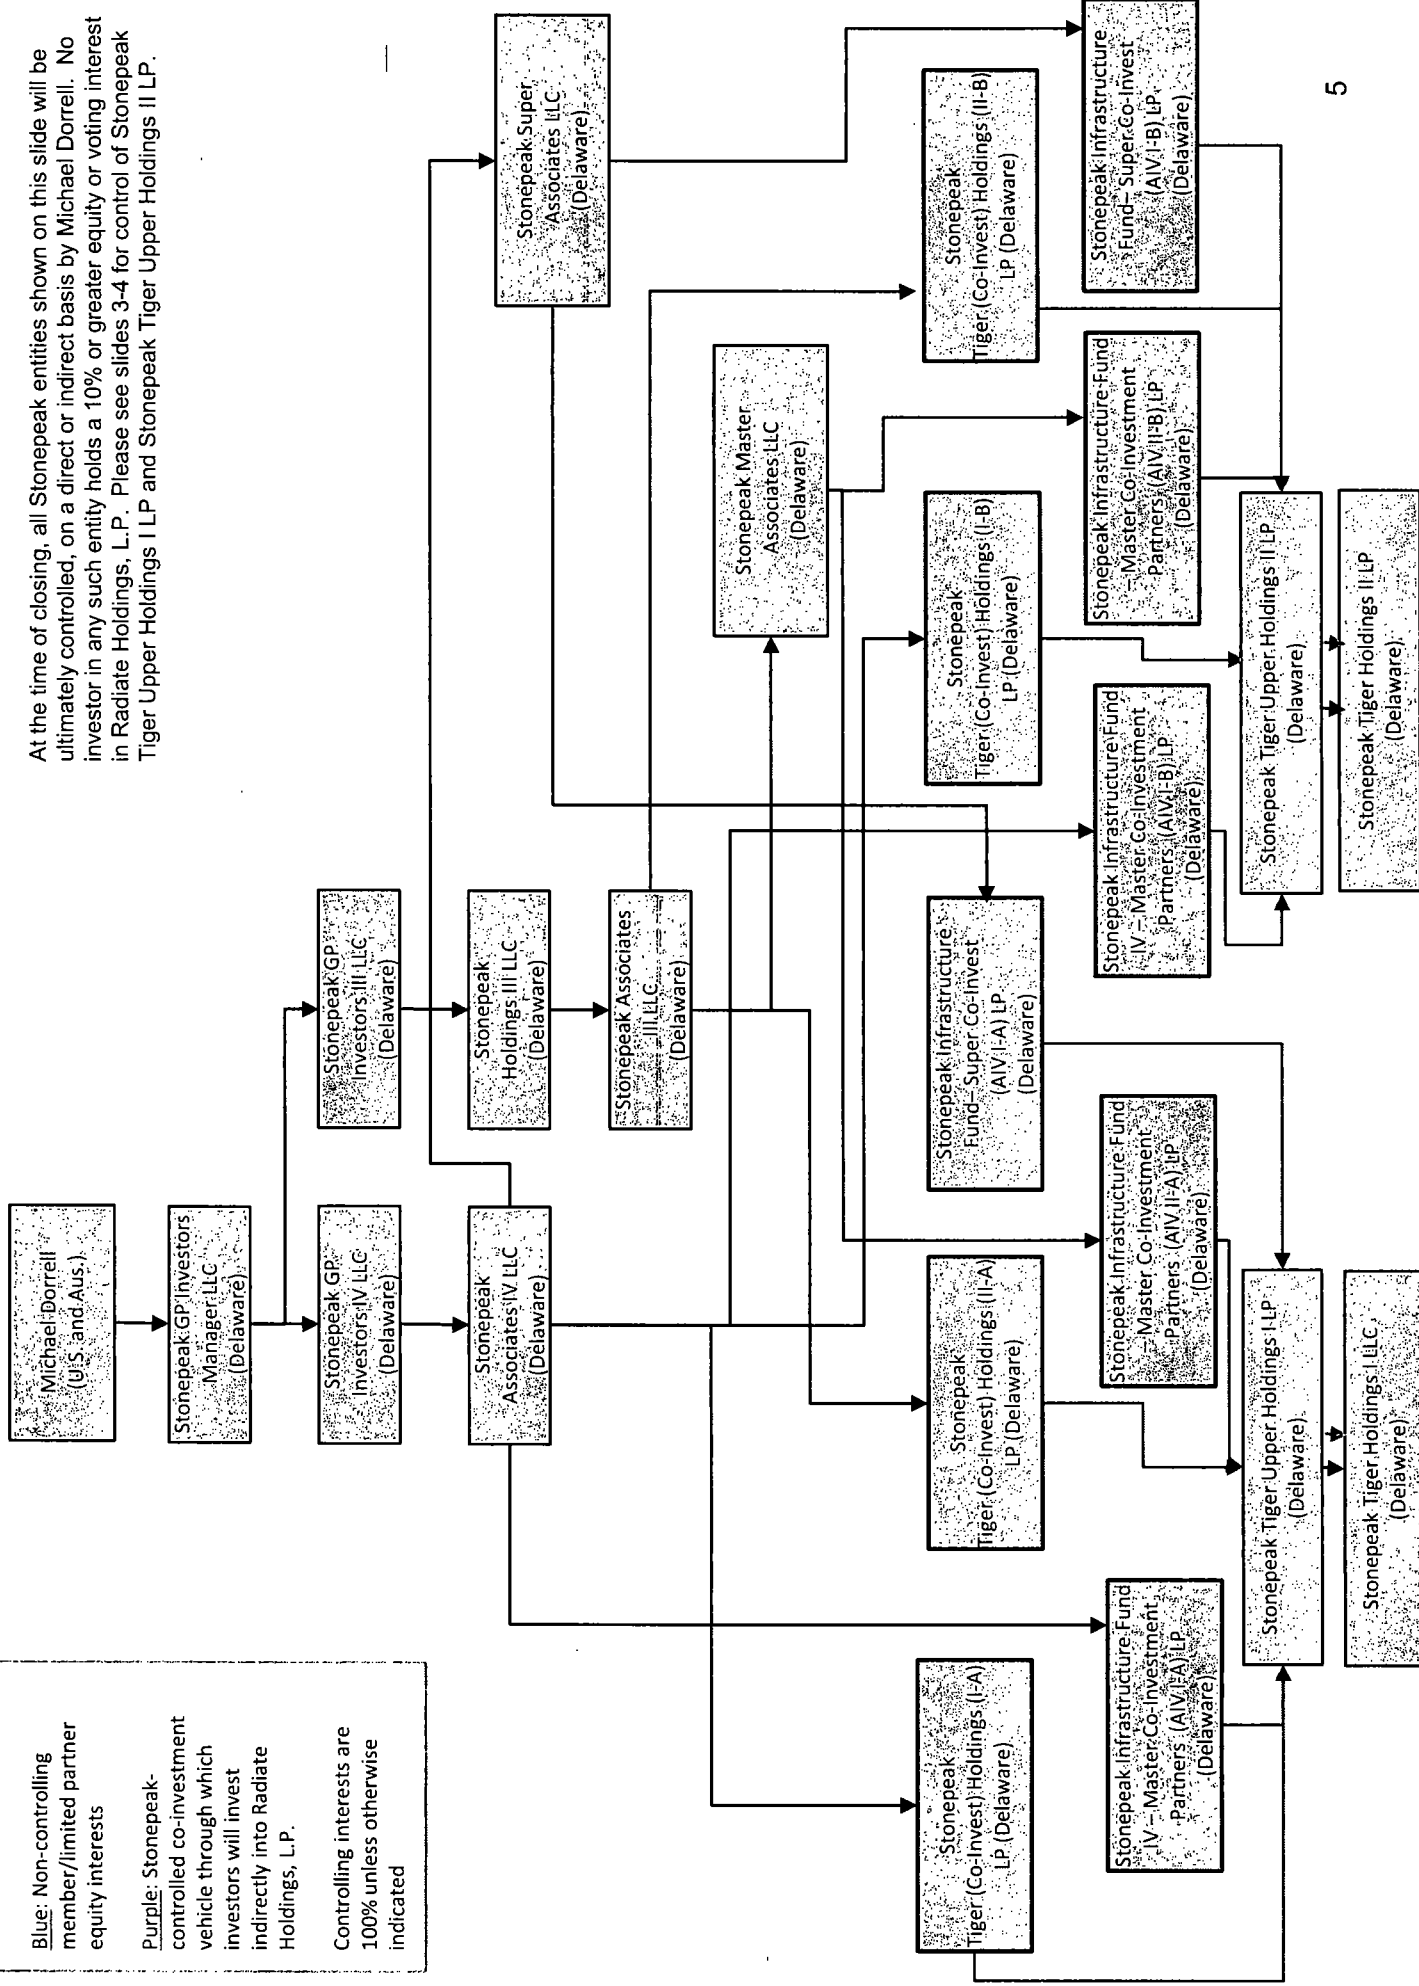 Blue: Non-controlling
member/limited partner
equity interests
Purple: Stonepeak-
controlled co-investment
vehicle through which
investors will invest
indirectly into Radiate
Holdings, L.P.
Controlling interests are
100% unless otherwise
indicated
At the time of closing, all Stonepeak entities shown on this slide will be
ultimately controlled, on a direct or indirect basis by Michael Dorrell. No
investor in any such entity holds a 10% or greater equity or voting interest
in Radiate Holdings, L.P. Please see slides 3-4 for control of Stonepeak
Tiger Upper Holdings I LP and Stonepeak Tiger Upper Holdings II LP.
Michael Dorrell
(U.S. and Aus.)
Stonepeak GP Investors
Manager LLC
(Delaware)
Stonepeak GP
Investors IV LLC
(Delaware)
Stonepeak GP
Investors III LLC
(Delaware)
Stonepeak
Associates IV LLC
(Delaware)
Stonepeak
Holdings III LLC
(Delaware)
Stonepeak Super
Associates LLC
(Delaware)
Stonepeak Associates
III LLC
(Delaware)
Stonepeak Master
Associates LLC
(Delaware)
Stonepeak
Tiger (Co-Invest) Holdings (I-A)
LP (Delaware)
Stonepeak
Tiger (Co-Invest) Holdings (II-A)
LP (Delaware)
Stonepeak Infrastructure
Fund– Super Co-Invest
(AIV I-A) LP
(Delaware)
Stonepeak
Tiger (Co-Invest) Holdings (I-B)
LP (Delaware)
Stonepeak
Tiger (Co-Invest) Holdings (II-B)
LP (Delaware)
Stonepeak Infrastructure Fund
IV – Master Co-Investment
Partners (AIV I-A) LP
(Delaware)
Stonepeak Infrastructure Fund
– Master Co-Investment
Partners (AIV II-A) LP
(Delaware)
Stonepeak Infrastructure Fund
IV – Master Co-Investment
Partners (AIV I-B) LP
(Delaware)
Stonepeak Infrastructure Fund
– Master Co-Investment
Partners (AIV II-B) LP
(Delaware)
Stonepeak Infrastructure
Fund– Super Co-Invest
(AIV I-B) LP
(Delaware)
Stonepeak Tiger Upper Holdings I LP
(Delaware)
Stonepeak Tiger Upper Holdings II LP
(Delaware)
Stonepeak Tiger Holdings I LLC
(Delaware)
Stonepeak Tiger Holdings II LP
(Delaware)
5